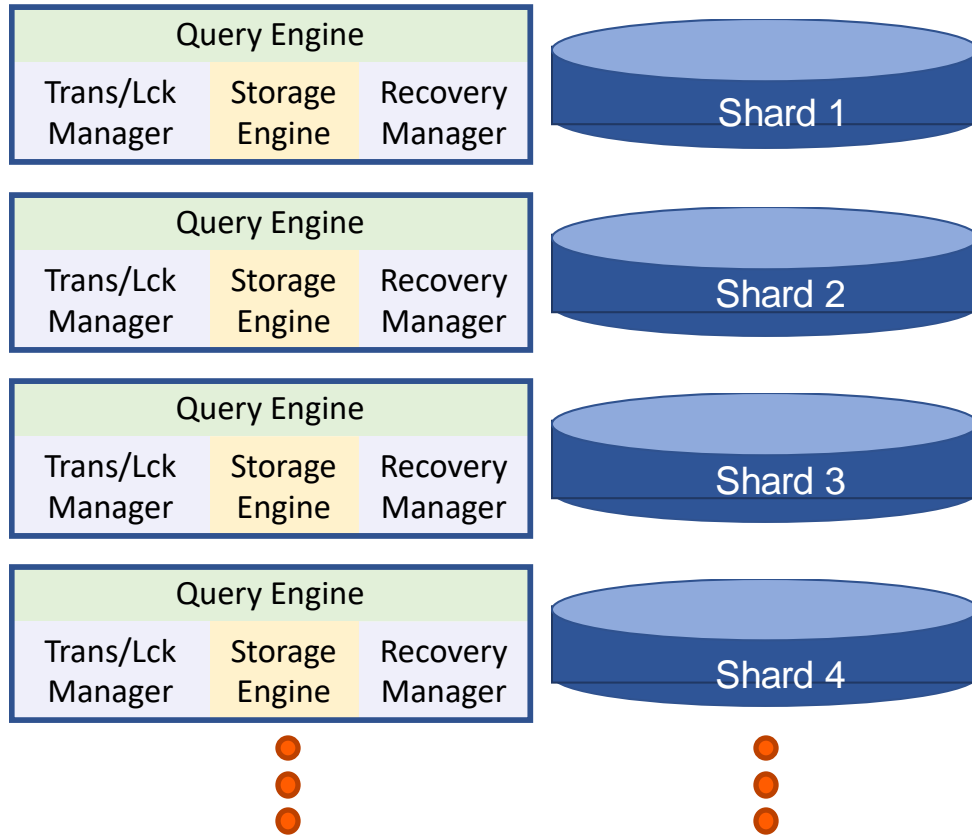 Query Engine
Trans/Lck Storage Recovery
Manager Engine Manager
Shard 1
Query Engine
Trans/Lck Storage Recovery
Manager Engine Manager
Shard 2
Query Engine
Trans/Lck Storage Recovery
Manager Engine Manager
Shard 3
Query Engine
Trans/Lck Storage Recovery
Manager Engine Manager
Shard 4